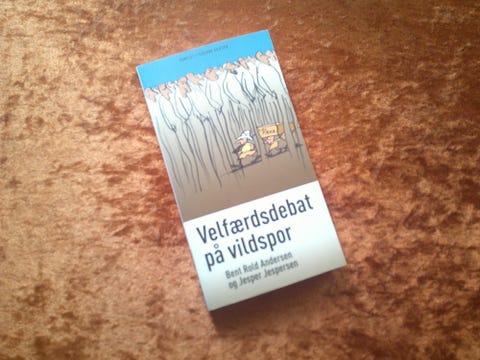 Velfærdsdebat
på vildspor
Bent Rold Andersen
og Jesper Jespersen